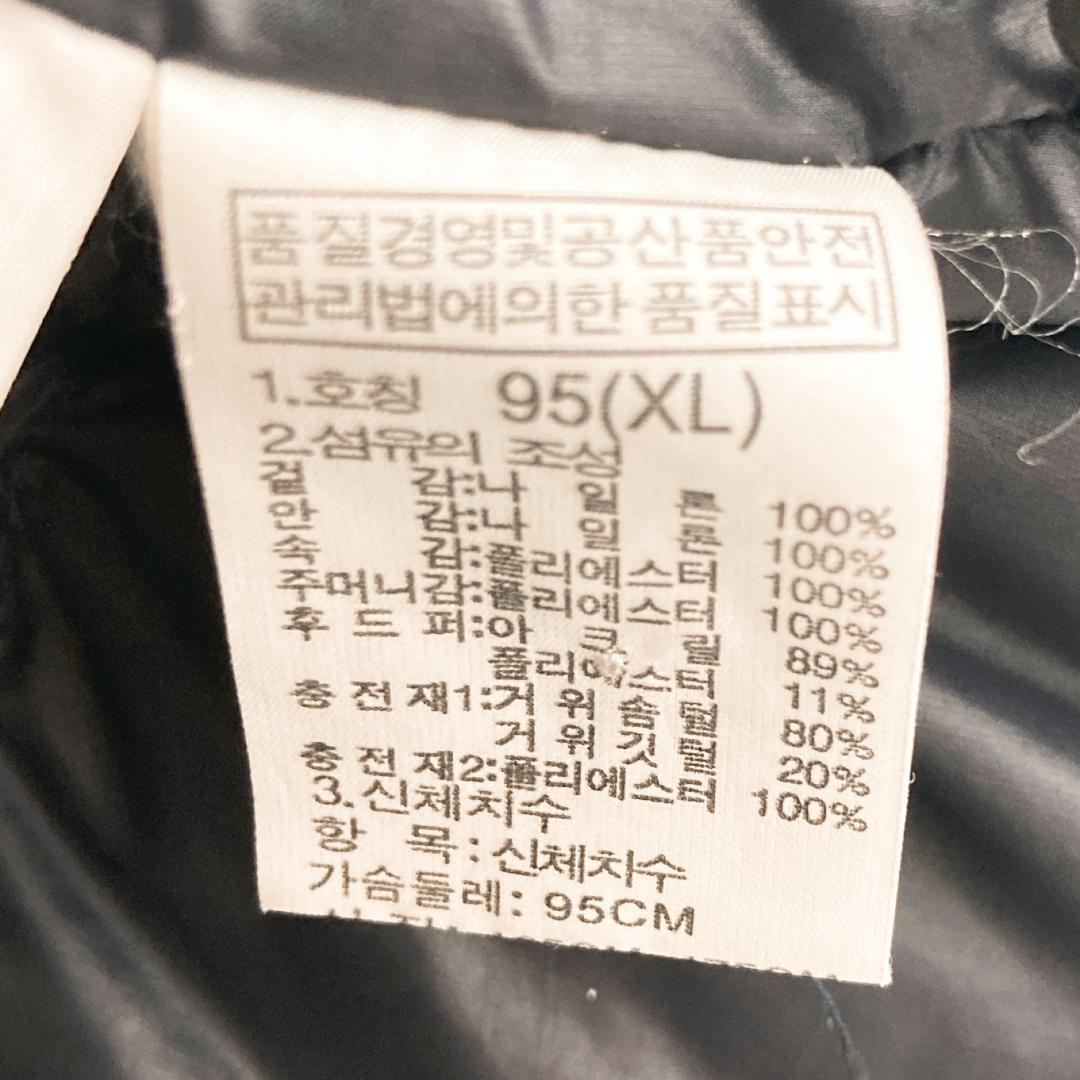 품질경영및공산품안전
관리법에의한 품질표시
1.호칭 95(XL)
2.섬유의 조성
겉 감:나 일 론 100%
안 감:나 일 론 100%
속 감:폴리에스터 100%
주머니감:폴리에스터 100%
후 드 퍼:아 크 릴 89%
폴리에스터 11%
충 전 재1:거 위 솜 털 80%
거 위 깃 털 20%
충 전 재2:폴리에스터 100%
3.신체치수
항 목:신체치수
가슴둘레: 95CM